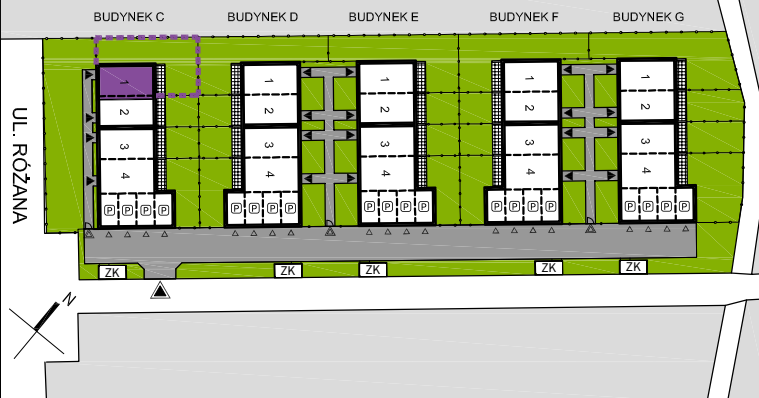 BUDYNEK C BUDYNEK D BUDYNEK E BUDYNEK F BUDYNEK G
UL. RÓŻANA
1 1 1 1 1
2 2 2 2 2
3 3 3 3 3
4 4 4 4 4
P P P P P P P P P P P P P P P P P P P P
ZK ZK ZK ZK ZK
N